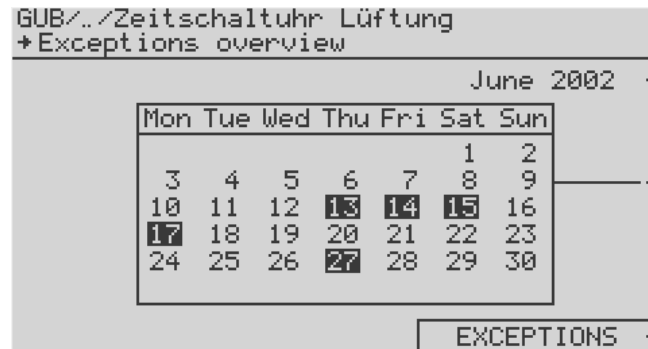 GUB/../Zeitschaltuhr Lüftung
→Exceptions overview
June 2002
Mon Tue Wed Thu Fri Sat Sun
1 2
3 4 5 6 7 8 9
10 11 12 13 14 15 16
17 18 19 20 21 22 23
24 25 26 27 28 29 30
EXCEPTIONS